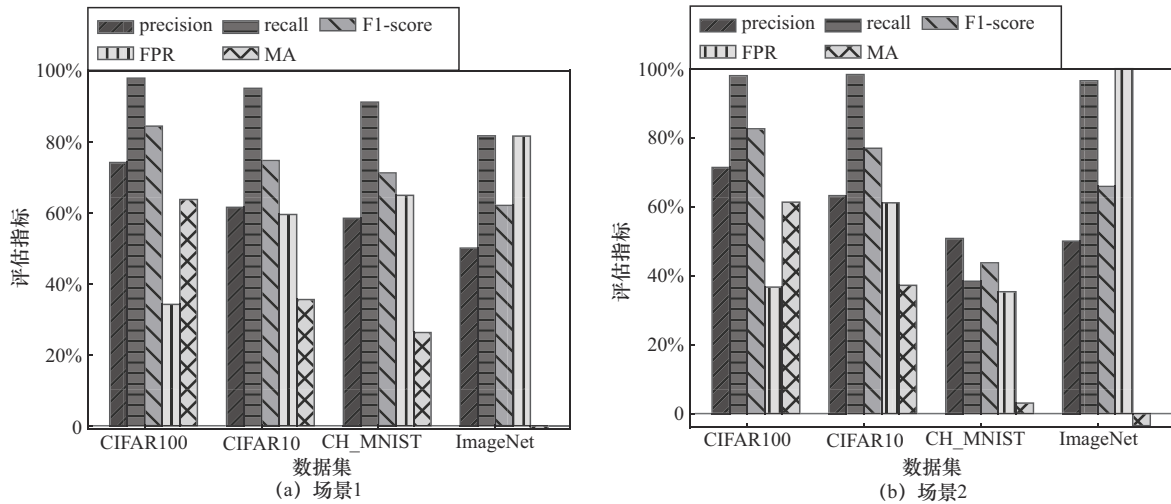 precision recall F1-score
FPR MA
100%
80%
60%
40%
20%
0
评估指标
CIFAR100 CIFAR10 CH_MNIST ImageNet
数据集
(a) 场景1
precision recall F1-score
FPR MA
100%
80%
60%
40%
20%
0
评估指标
CIFAR100 CIFAR10 CH_MNIST ImageNet
数据集
(b) 场景2